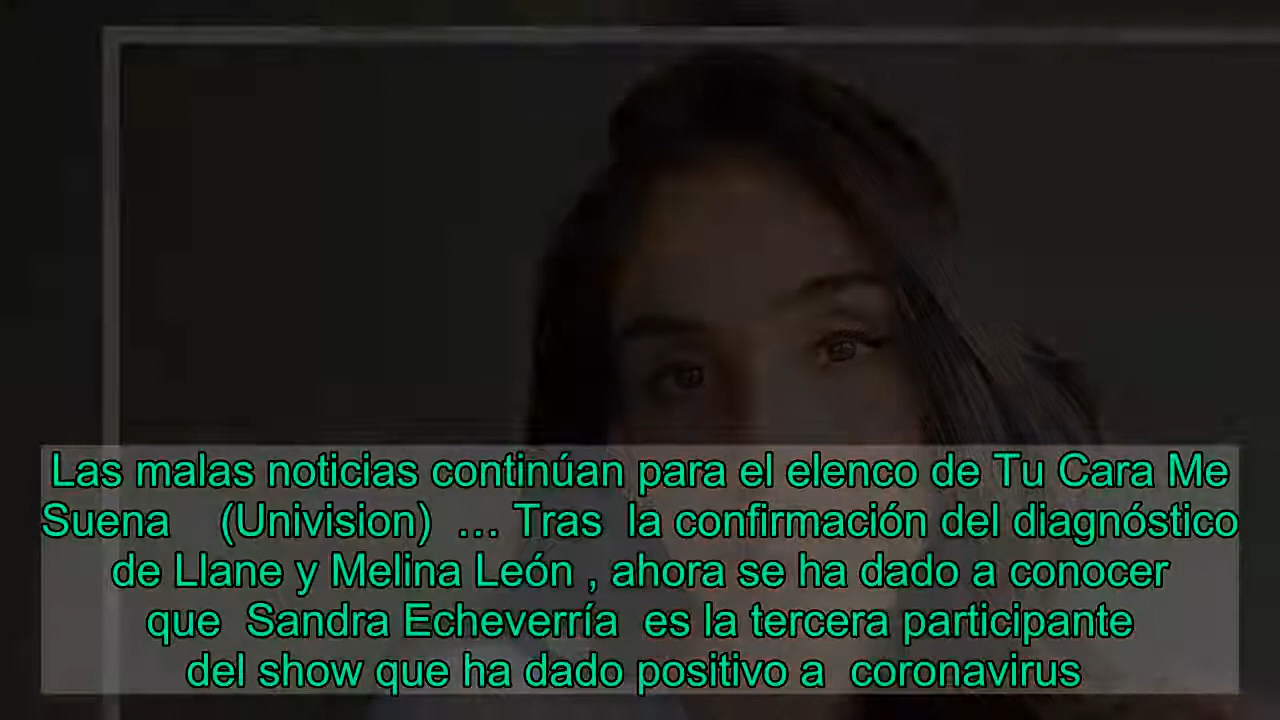 Las malas noticias continúan para el elenco de Tu Cara Me
Suena (Univision) ... Tras la confirmación del diagnóstico
de Llane y Melina León , ahora se ha dado a conocer
que Sandra Echeverría es la tercera participante
del show que ha dado positivo a coronavirus